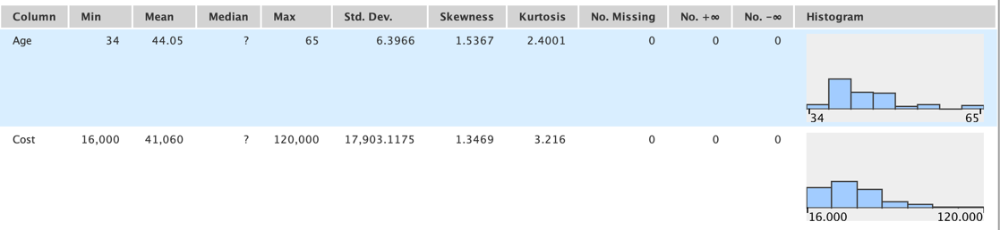 Column Min Mean Median Max Std. Dev. Skewness Kurtosis No. Missing No. +∞ No. -∞ Histogram
Age 34 44.05 ? 65 6.3966 1.5367 2.4001 0 0 0
34 65
Cost 16,000 41,060 ? 120,000 17,903.1175 1.3469 3.216 0 0 0
16.000 120.000